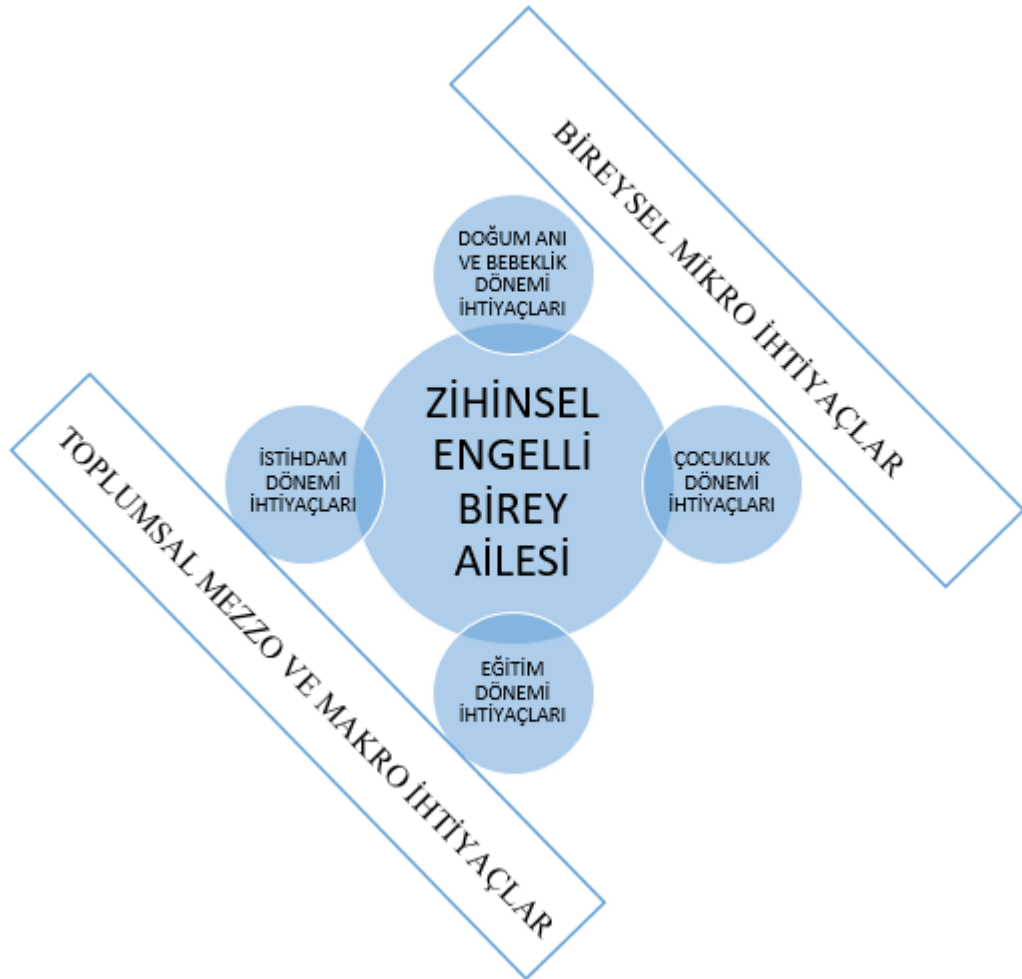 BİREYSEL MİKRO İHTİYAÇLAR
DOĞUM ANI
VE BEBEKLİK
DÖNEMİ
İHTİYAÇLARI
ZİHİNSEL
ENGELLİ
BİREY
AİLESİ
İSTİHDAM
DÖNEMİ
İHTİYAÇLARI
ÇOCUKLUK
DÖNEMİ
İHTİYAÇLARI
EĞİTİM
DÖNEMİ
İHTİYAÇLARI
TOPLUMSAL MEZZO VE MAKRO İHTİYAÇLAR